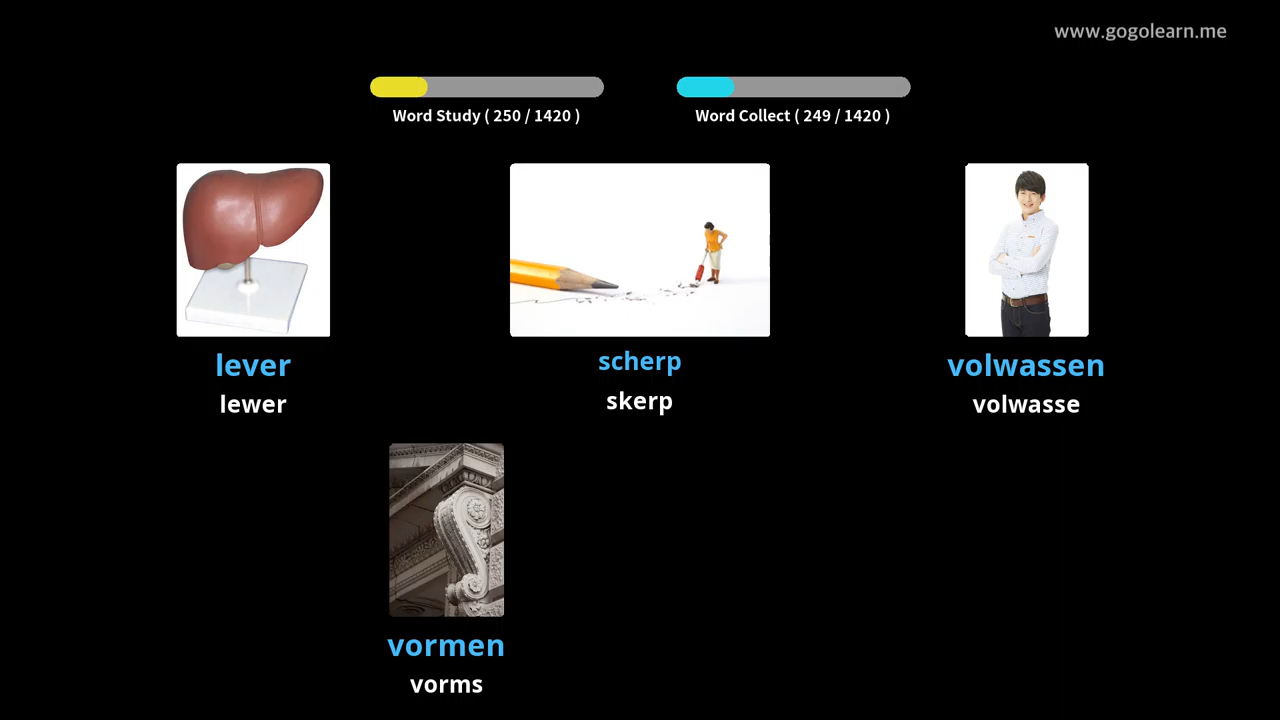 www.gogolearn.me
Word Study ( 250 / 1420 )
Word Collect ( 249 / 1420 )
lever
lewer
scherp
skerp
volwassen
volwasse
vormen
vorms